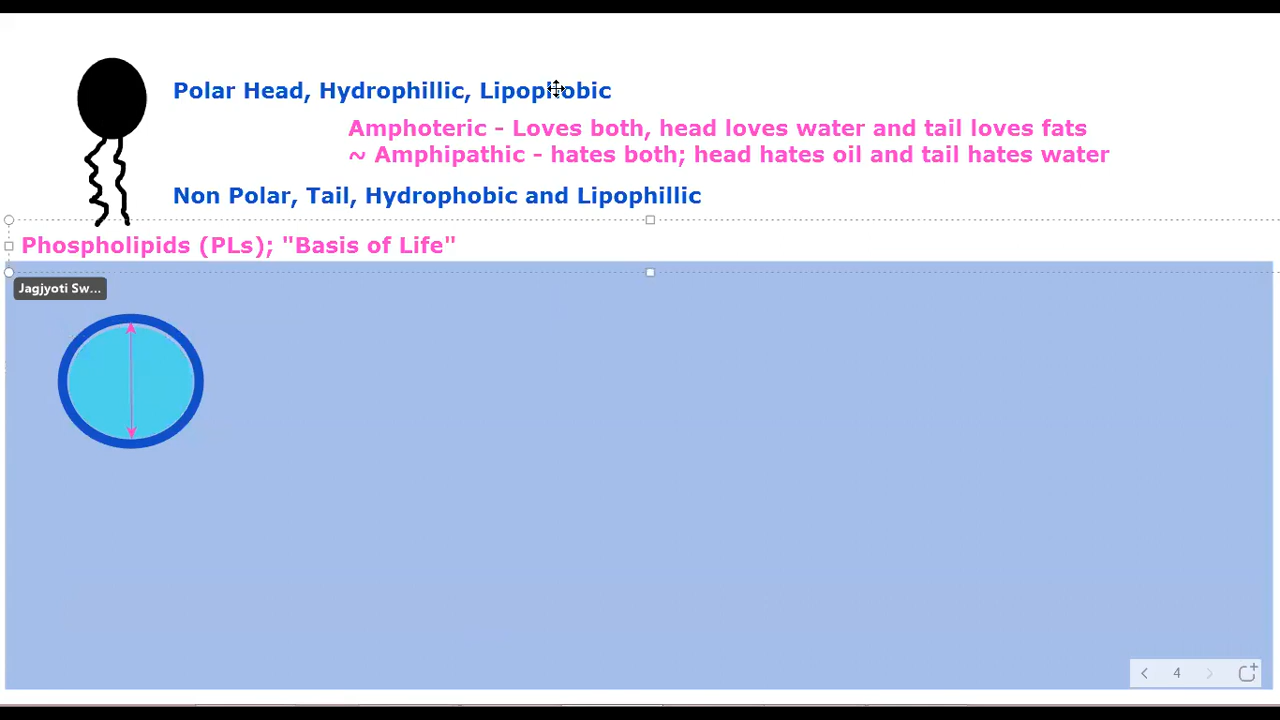 Polar Head, Hydrophillic, Lipophobic
Amphoteric - Loves both, head loves water and tail loves fats
~ Amphipathic - hates both; head hates oil and tail hates water
Non Polar, Tail, Hydrophobic and Lipophillic
Phospholipids (PLs); "Basis of Life"
Jagjyoti Sw...
4